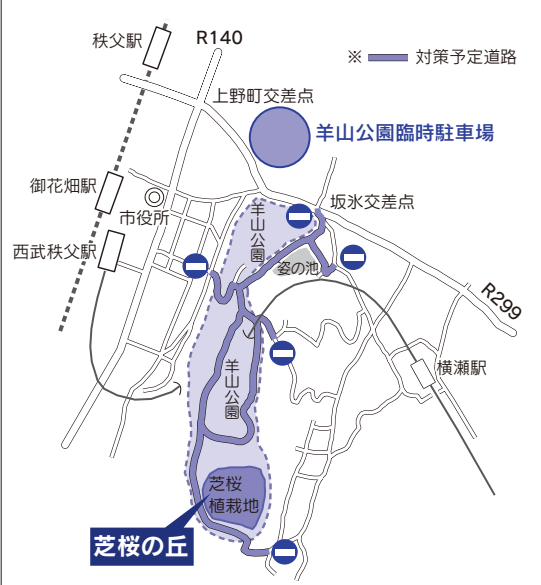 秩父駅
R140
※ 対策予定道路
上野町交差点
羊山公園臨時駐車場
御花畑駅
市役所
坂氷交差点
羊山公園
西武秩父駅
姿の池
R299
横瀬駅
羊山公園
芝桜
植栽地
芝桜の丘